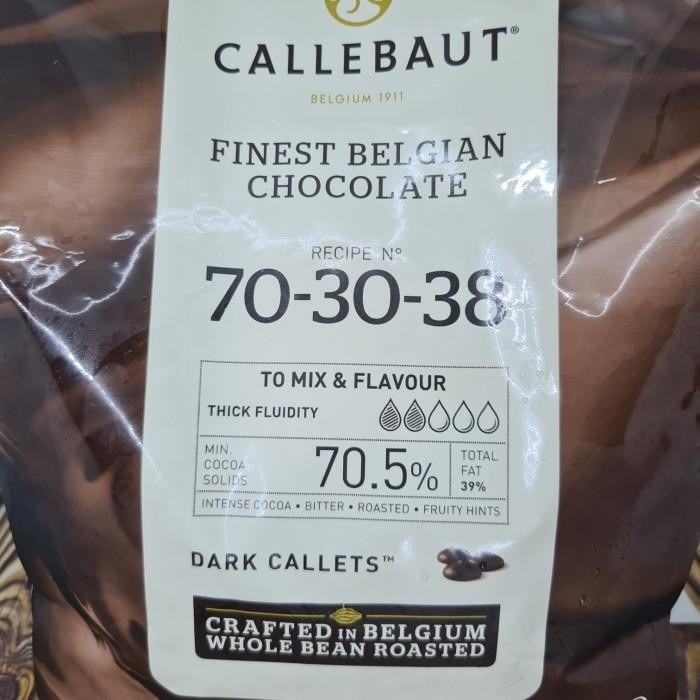 CALLEBAUT®
BELGIUM 1911
FINEST BELGIAN
CHOCOLATE
RECIPE Nº
70-30-38
TO MIX & FLAVOUR
THICK FLUIDITY
MIN.
COCOA
SOLIDS
70.5%
TOTAL
FAT
39%
INTENSE COCOA • BITTER • ROASTED • FRUITY HINTS
DARK CALLETS™
CRAFTED IN BELGIUM
WHOLE BEAN ROASTED